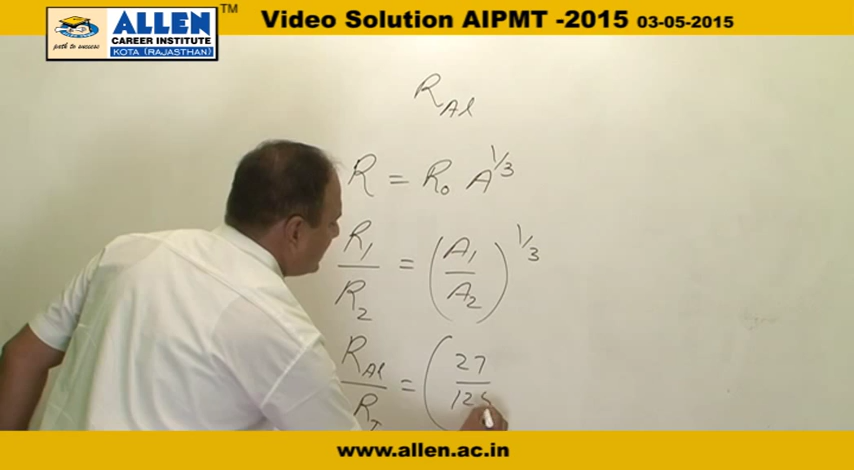 ALLEN
CAREER INSTITUTE
KOTA (RAJASTHAN)
path to success
TM
Video Solution AIPMT -2015 03-05-2015
R_Al
R = R₀ A^1/3
R₁/R₂ = (A₁/A₂)^1/3
R_Al/R_T = (27/125
www.allen.ac.in